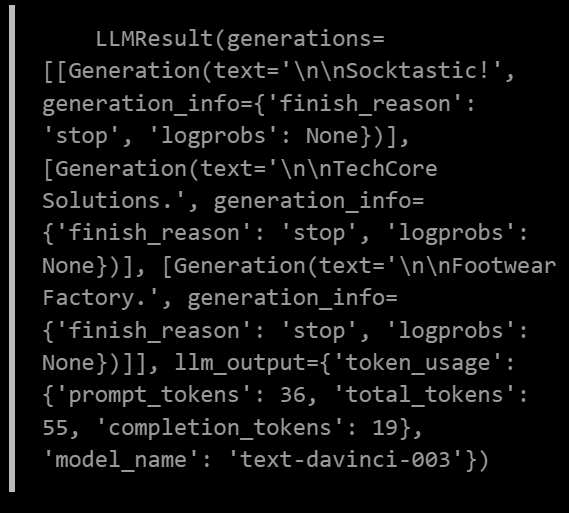 LLMResult(generations=
[[Generation(text='\n\nSocktastic!',
generation_info={'finish_reason':
'stop', 'logprobs': None})],
[Generation(text='\n\nTechCore
Solutions.', generation_info=
{'finish_reason': 'stop', 'logprobs':
None})], [Generation(text='\n\nFootwear
Factory.', generation_info=
{'finish_reason': 'stop', 'logprobs':
None})]], llm_output={'token_usage':
{'prompt_tokens': 36, 'total_tokens':
55, 'completion_tokens': 19},
'model_name': 'text-davinci-003'})